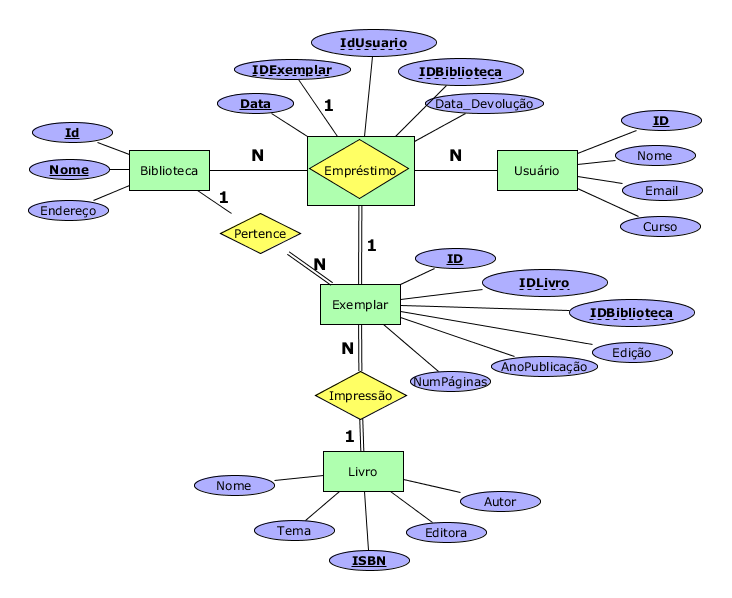 IdUsuario
IDExemplar
IDBiblioteca
Data
Data_Devolução
1
Id
Nome
Endereço
Biblioteca
N
Empréstimo
N
Usuário
ID
Nome
Email
Curso
1
Pertence
N
1
Exemplar
ID
IDLivro
IDBiblioteca
Edição
AnoPublicação
NumPáginas
N
Impressão
1
Livro
Nome
Tema
ISBN
Editora
Autor